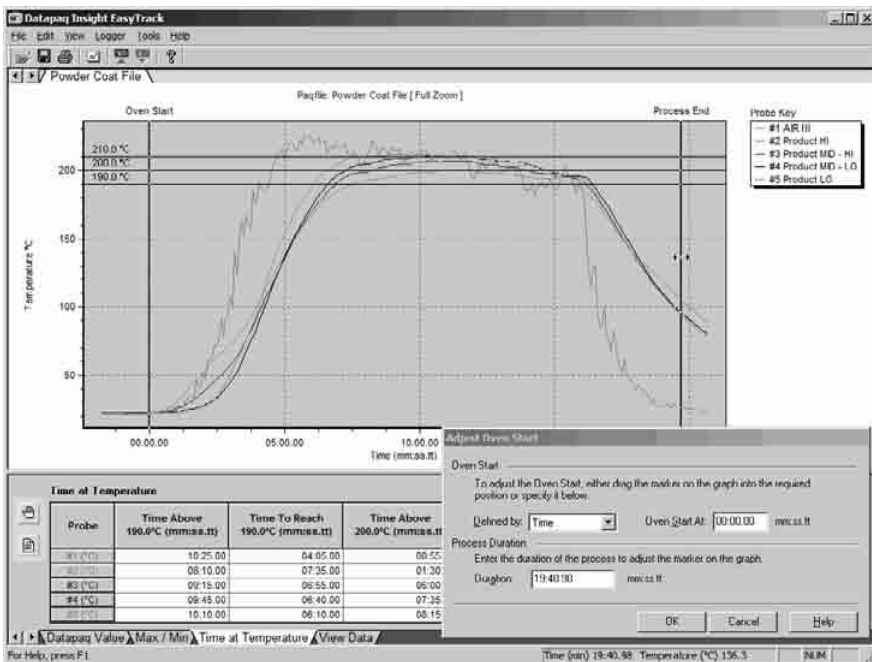 Datapaq Insight EasyTrack
File Edit View Logger Tools Help
Powder Coat File
Paqfile: Powder Coat File [ Full Zoom ]
Oven Start
Process End
210.0 °C
200.0 °C
190.0 °C
200
150
100
50
Temperature °C
00.00.00 05.00.00 10.00.00
Time (mm:ss.tt)
Probe Key
#1 AIR III
#2 Product HI
#3 Product MID - HI
#4 Product MID - LO
#5 Product LO
Time at Temperature
Probe
Time Above 190.0°C (mm:ss.tt)
Time To Reach 190.0°C (mm:ss.tt)
Time Above 200.0°C (mm:ss.tt
#1 (°C) 10:25.00 04:05.00
#2 (°C) 08:10.00 07:35.00 01:30
#3 (°C) 09:15.00 06:55.00 06:00
#4 (°C) 09:45.00 06:40.00 07:25
#5 (°C) 10:10.00 06:10.00 08:15
Adjust Oven Start
Oven Start
To adjust the Oven Start, either drag the marker on the graph into the required
position or specify it below.
Defined by: Time Oven Start At: 00:00.00 mm:ss.tt
Process Duration
Enter the duration of the process to adjust the marker on the graph.
Duration: 19:40.90 mm:ss.tt
OK Cancel Help
Datapaq Value Max / Min Time at Temperature View Data
For Help, press F1
Time (min) 19:40.98 Temperature (°C) 136.3 NUM